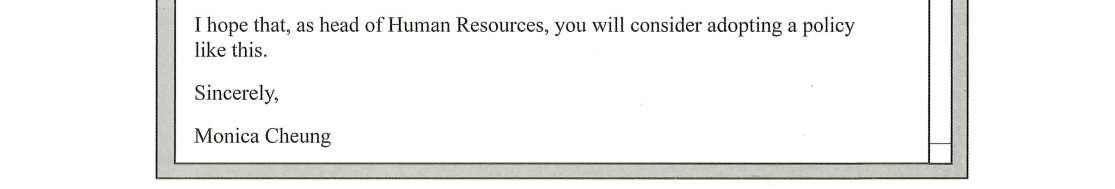 I hope that, as head of Human Resources, you will consider adopting a policy
like this.
Sincerely,
Monica Cheung